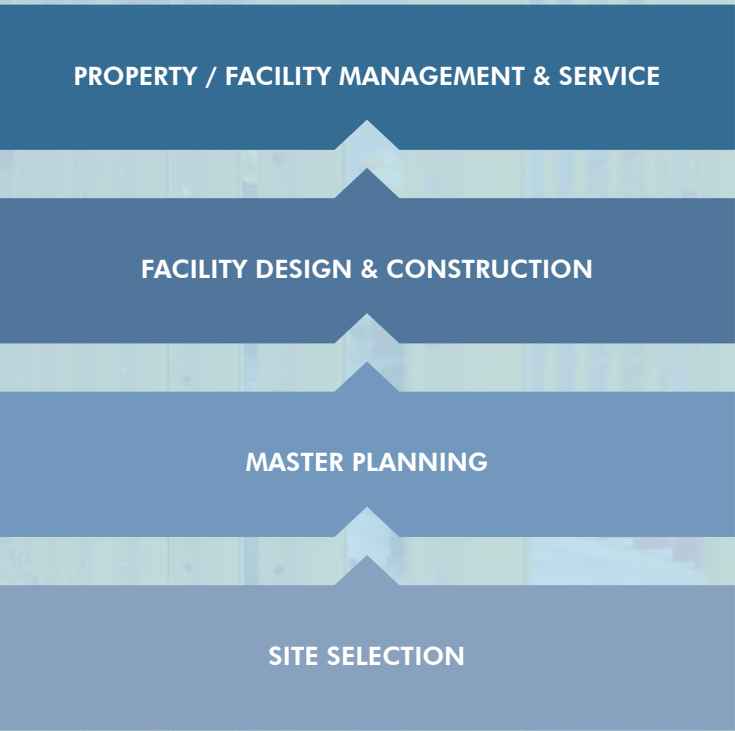 PROPERTY / FACILITY MANAGEMENT & SERVICE
FACILITY DESIGN & CONSTRUCTION
MASTER PLANNING
SITE SELECTION